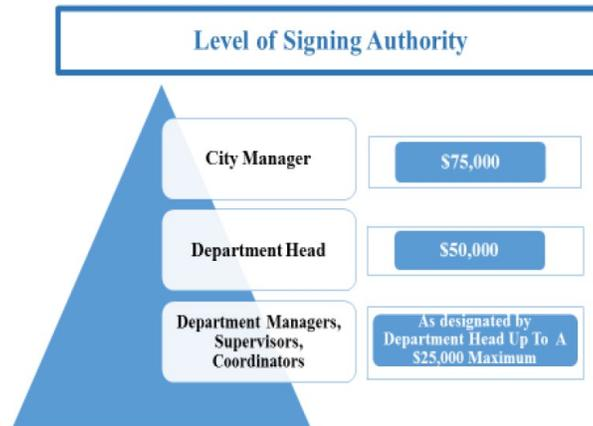 Level of Signing Authority
City Manager
$75,000
Department Head
$50,000
Department Managers,
Supervisors,
Coordinators
As designated by
Department Head Up To A
$25,000 Maximum